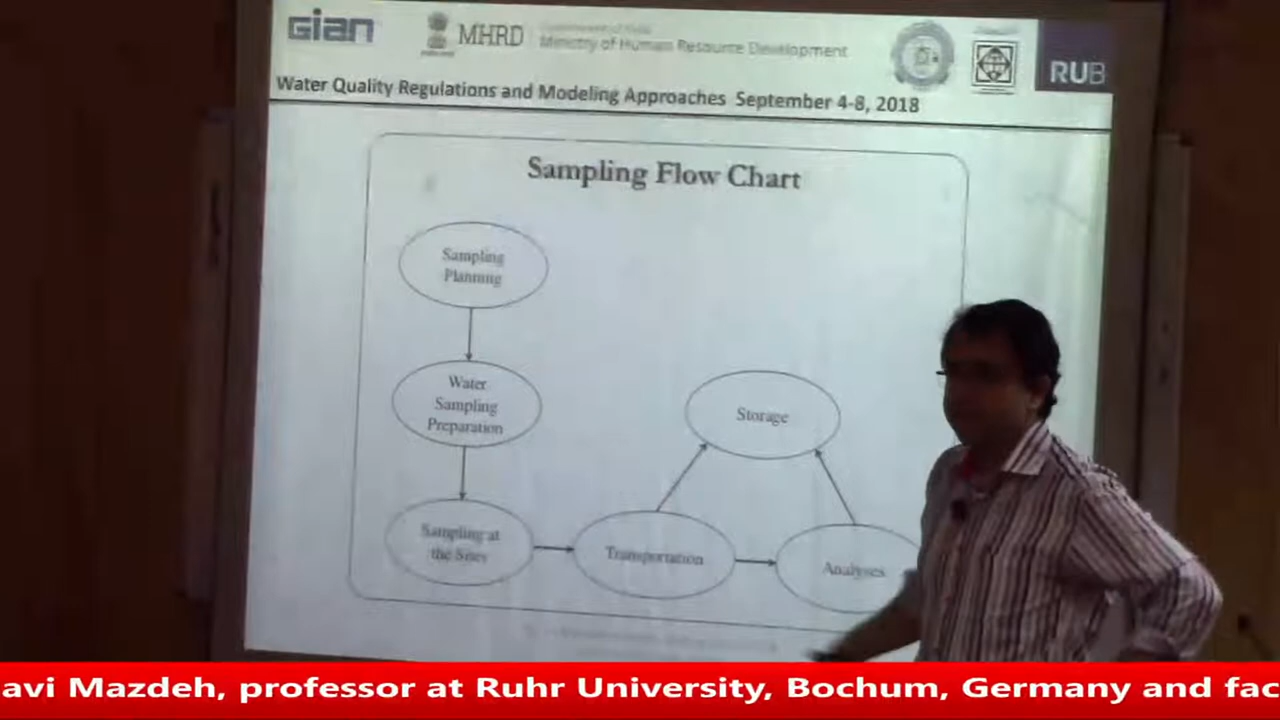 GIAN
MHRD
Government of India
Ministry of Human Resource Development
RUB
Water Quality Regulations and Modeling Approaches September 4-8, 2018
Sampling Flow Chart
Sampling
Planning
Water
Sampling
Preparation
Storage
Sampling at
the Sites
Transportation
Analyses
avi Mazdeh, professor at Ruhr University, Bochum, Germany and fac